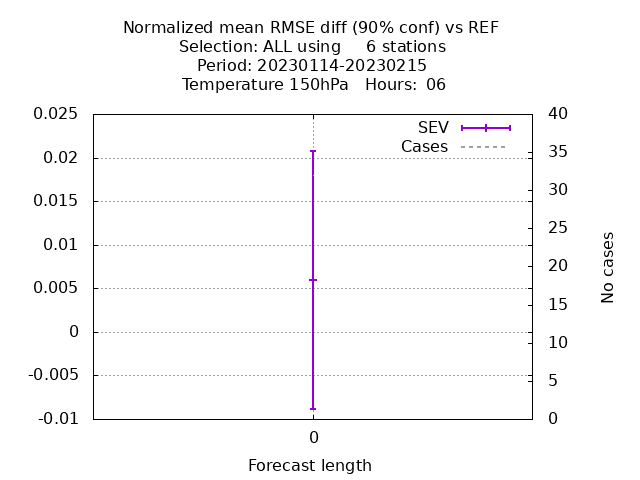 Normalized mean RMSE diff (90% conf) vs REF
Selection: ALL using     6 stations
Period: 20230114-20230215
Temperature 150hPa   Hours:  06
SEV
Cases
0.025
0.02
0.015
0.01
0.005
0
-0.005
-0.01
40
35
30
25
20
15
10
5
0
No cases
0
Forecast length